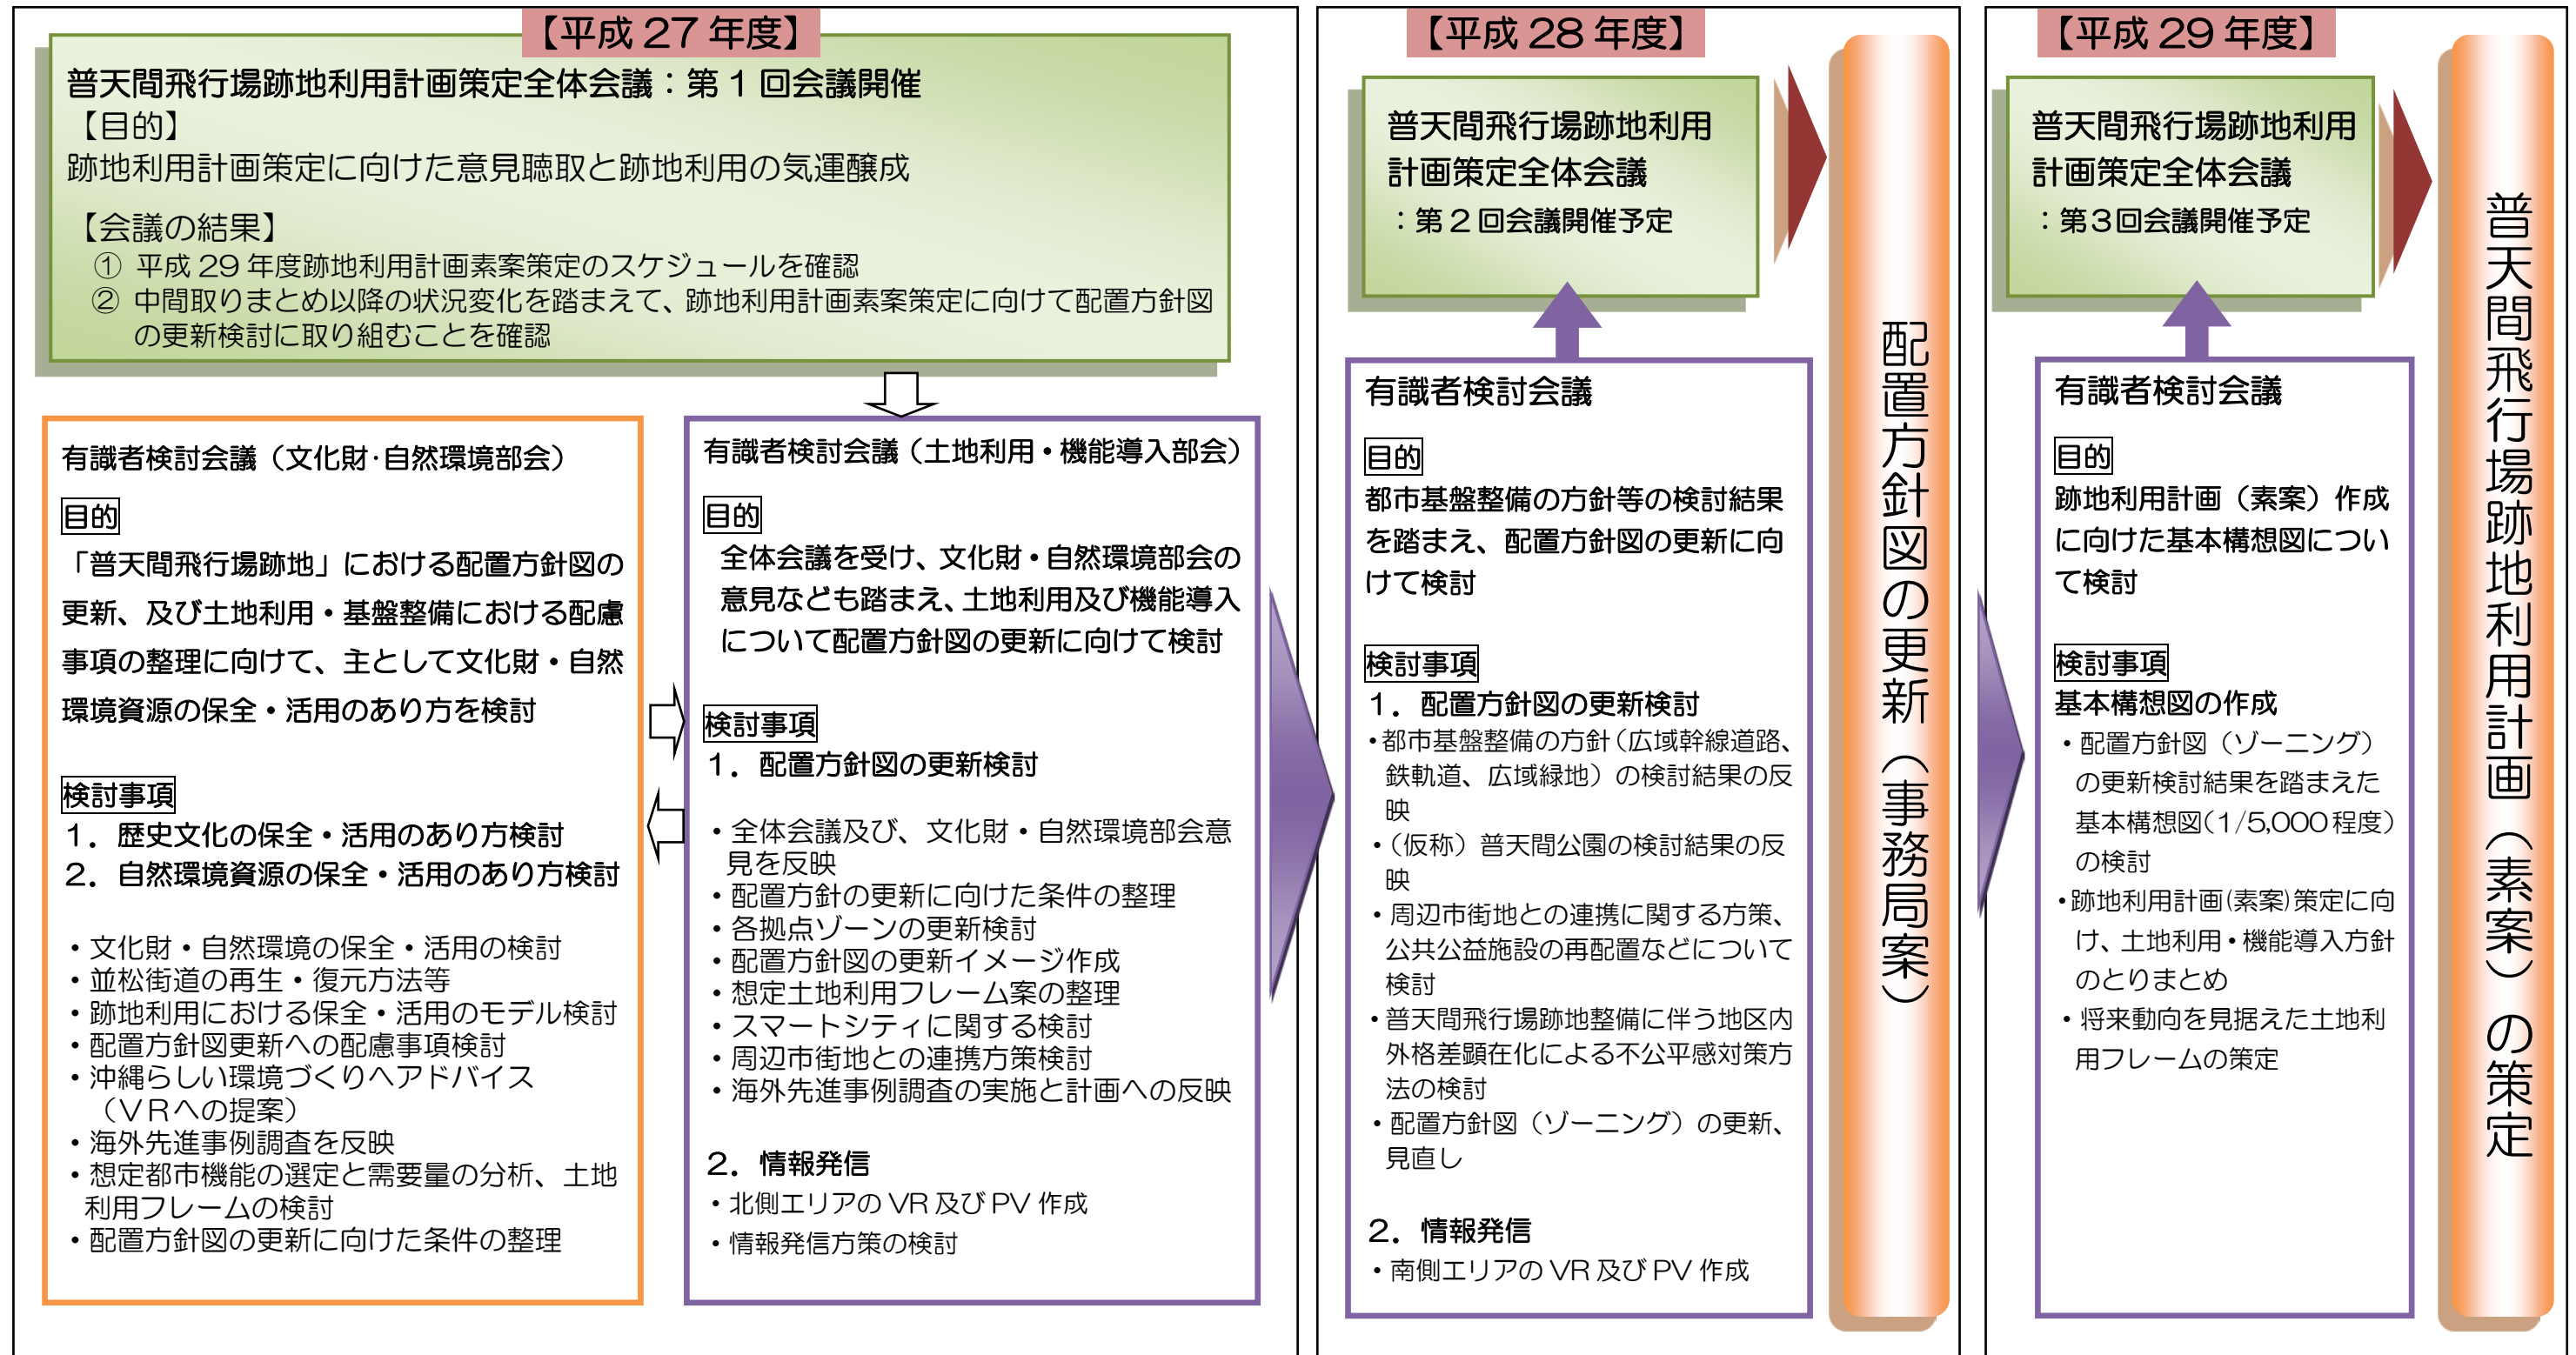 【平成 27 年度】
普天間飛行場跡地利用計画策定全体会議：第 1 回会議開催
【目的】
跡地利用計画策定に向けた意見聴取と跡地利用の気運醸成
【会議の結果】
① 平成 29 年度跡地利用計画素案策定のスケジュールを確認
② 中間取りまとめ以降の状況変化を踏まえて、跡地利用計画素案策定に向けて配置方針図
の更新検討に取り組むことを確認
有識者検討会議（文化財･自然環境部会）
目的
「普天間飛行場跡地」における配置方針図の
更新、及び土地利用・基盤整備における配慮
事項の整理に向けて、主として文化財・自然
環境資源の保全・活用のあり方を検討
検討事項
１．歴史文化の保全・活用のあり方検討
２．自然環境資源の保全・活用のあり方検討
・文化財・自然環境の保全・活用の検討
・並松街道の再生・復元方法等
・跡地利用における保全・活用のモデル検討
・配置方針図更新への配慮事項検討
・沖縄らしい環境づくりへアドバイス
（ＶＲへの提案）
・海外先進事例調査を反映
・想定都市機能の選定と需要量の分析、土地
利用フレームの検討
・配置方針図の更新に向けた条件の整理
有識者検討会議（土地利用・機能導入部会）
目的
全体会議を受け、文化財・自然環境部会の
意見なども踏まえ、土地利用及び機能導入
について配置方針図の更新に向けて検討
検討事項
１．配置方針図の更新検討
・全体会議及び、文化財・自然環境部会意
見を反映
・配置方針の更新に向けた条件の整理
・各拠点ゾーンの更新検討
・配置方針図の更新イメージ作成
・想定土地利用フレーム案の整理
・スマートシティに関する検討
・周辺市街地との連携方策検討
・海外先進事例調査の実施と計画への反映
２．情報発信
・北側エリアの VR 及び PV 作成
・情報発信方策の検討
【平成 28 年度】
普天間飛行場跡地利用
計画策定全体会議
：第 2 回会議開催予定
有識者検討会議
目的
都市基盤整備の方針等の検討結果
を踏まえ、配置方針図の更新に向
けて検討
検討事項
１．配置方針図の更新検討
・都市基盤整備の方針（広域幹線道路、
鉄軌道、広域緑地）の検討結果の反
映
・（仮称）普天間公園の検討結果の反
映
・周辺市街地との連携に関する方策、
公共公益施設の再配置などについて
検討
・普天間飛行場跡地整備に伴う地区内
外格差顕在化による不公平感対策方
法の検討
・配置方針図（ゾーニング）の更新、
見直し
２．情報発信
・南側エリアの VR 及び PV 作成
配置方針図の更新（事務局案）
【平成 29 年度】
普天間飛行場跡地利用
計画策定全体会議
：第３回会議開催予定
有識者検討会議
目的
跡地利用計画（素案）作成
に向けた基本構想図につい
て検討
検討事項
基本構想図の作成
・配置方針図（ゾーニング）
の更新検討結果を踏まえた
基本構想図(１/5,000 程度)
の検討
・跡地利用計画(素案)策定に向
け、土地利用・機能導入方針
のとりまとめ
・将来動向を見据えた土地利
用フレームの策定
普天間飛行場跡地利用計画（素案）の策定